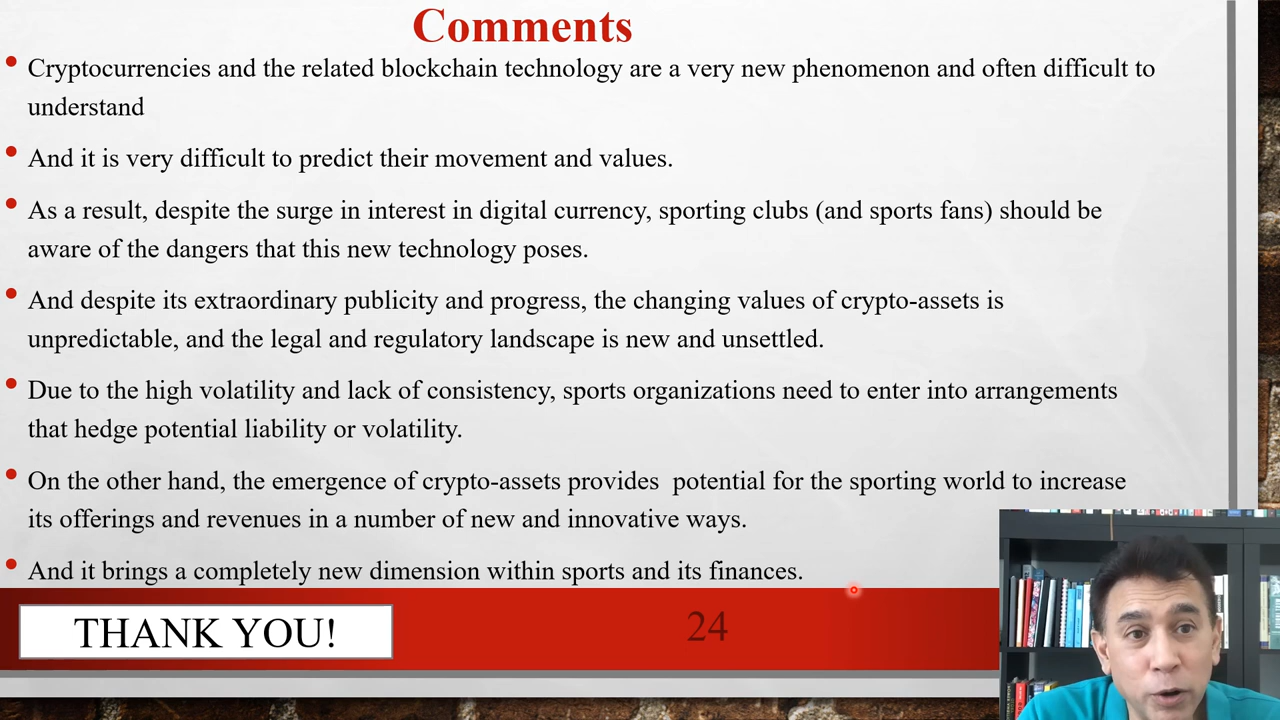 Comments
Cryptocurrencies and the related blockchain technology are a very new phenomenon and often difficult to
understand
And it is very difficult to predict their movement and values.
As a result, despite the surge in interest in digital currency, sporting clubs (and sports fans) should be
aware of the dangers that this new technology poses.
And despite its extraordinary publicity and progress, the changing values of crypto-assets is
unpredictable, and the legal and regulatory landscape is new and unsettled.
Due to the high volatility and lack of consistency, sports organizations need to enter into arrangements
that hedge potential liability or volatility.
On the other hand, the emergence of crypto-assets provides  potential for the sporting world to increase
its offerings and revenues in a number of new and innovative ways.
And it brings a completely new dimension within sports and its finances.
THANK YOU!
24